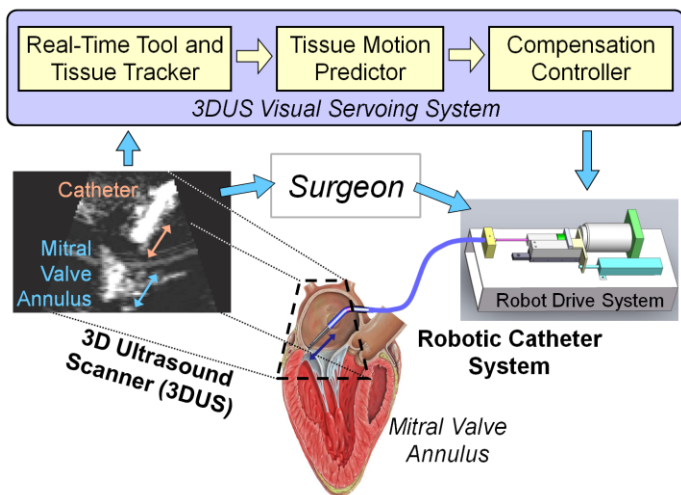 Real-Time Tool and
Tissue Tracker
Tissue Motion
Predictor
Compensation
Controller
3DUS Visual Servoing System
Catheter
Mitral
Valve
Annulus
Surgeon
Robot Drive System
3D Ultrasound
Scanner (3DUS)
Robotic Catheter
System
Mitral Valve
Annulus